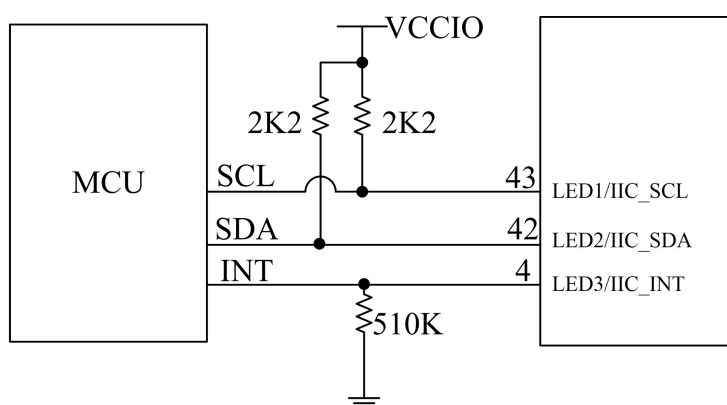 VCCIO
2K2 2K2
MCU
SCL 43 LED1/IIC_SCL
SDA 42 LED2/IIC_SDA
INT 4 LED3/IIC_INT
510K